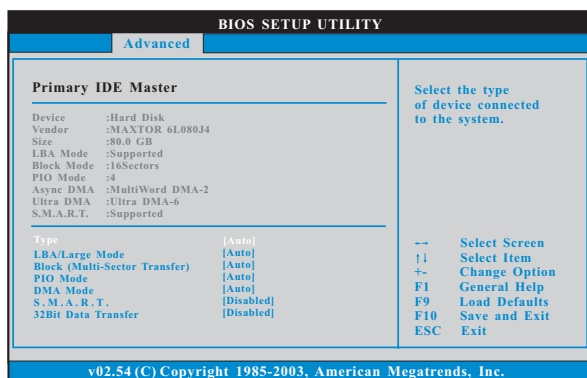 BIOS SETUP UTILITY
Advanced
Primary IDE Master
Device :Hard Disk
Vendor :MAXTOR 6L080J4
Size :80.0 GB
LBA Mode :Supported
Block Mode :16Sectors
PIO Mode :4
Async DMA :MultiWord DMA-2
Ultra DMA :Ultra DMA-6
S.M.A.R.T. :Supported
Type [Auto]
LBA/Large Mode [Auto]
Block (Multi-Sector Transfer) [Auto]
PIO Mode [Auto]
DMA Mode [Auto]
S.M.A.R.T. [Disabled]
32Bit Data Transfer [Disabled]
Select the type
of device connected
to the system.
←→ Select Screen
↑↓ Select Item
+- Change Option
F1 General Help
F9 Load Defaults
F10 Save and Exit
ESC Exit
v02.54 (C) Copyright 1985-2003, American Megatrends, Inc.